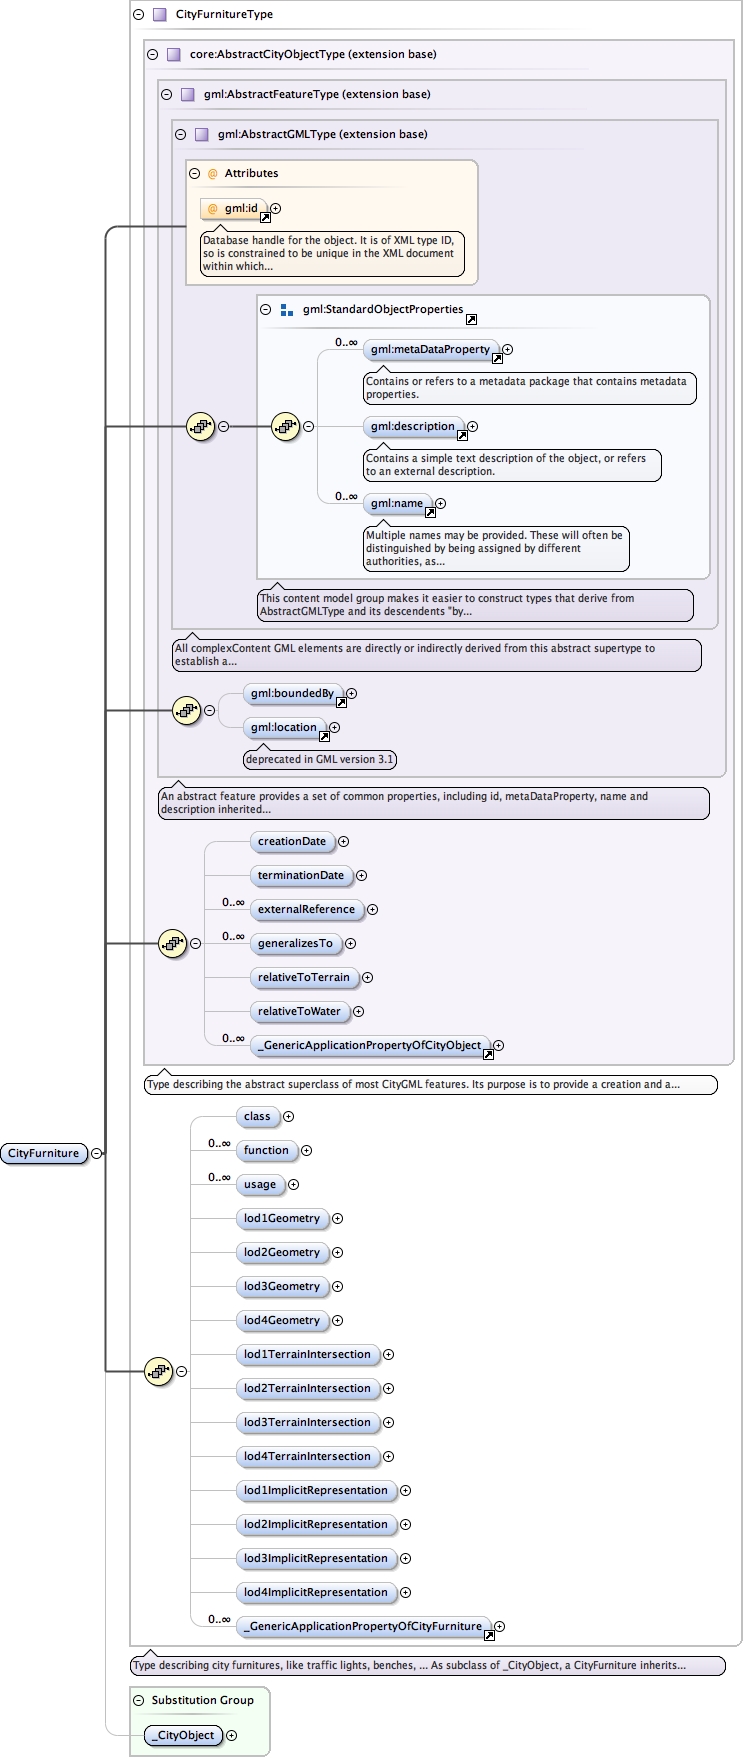 CityFurnitureType
core:AbstractCityObjectType (extension base)
gml:AbstractFeatureType (extension base)
gml:AbstractGMLType (extension base)
@ Attributes
@ gml:id
Database handle for the object. It is of XML type ID,
so is constrained to be unique in the XML document
within which...
gml:StandardObjectProperties
0..∞
gml:metaDataProperty
Contains or refers to a metadata package that contains metadata
properties.
gml:description
Contains a simple text description of the object, or refers
to an external description.
0..∞
gml:name
Multiple names may be provided. These will often be
distinguished by being assigned by different
authorities, as...
This content model group makes it easier to construct types that derive from
AbstractGMLType and its descendents "by...
All complexContent GML elements are directly or indirectly derived from this abstract supertype to
establish a...
gml:boundedBy
gml:location
deprecated in GML version 3.1
An abstract feature provides a set of common properties, including id, metaDataProperty, name and
description inherited...
creationDate
terminationDate
0..∞
externalReference
0..∞
generalizesTo
relativeToTerrain
relativeToWater
0..∞
_GenericApplicationPropertyOfCityObject
Type describing the abstract superclass of most CityGML features. Its purpose is to provide a creation and a...
class
0..∞
function
CityFurniture
0..∞
usage
lod1Geometry
lod2Geometry
lod3Geometry
lod4Geometry
lod1TerrainIntersection
lod2TerrainIntersection
lod3TerrainIntersection
lod4TerrainIntersection
lod1ImplicitRepresentation
lod2ImplicitRepresentation
lod3ImplicitRepresentation
lod4ImplicitRepresentation
0..∞
_GenericApplicationPropertyOfCityFurniture
Type describing city furnitures, like traffic lights, benches, ... As subclass of _CityObject, a CityFurniture inherits...
Substitution Group
_CityObject